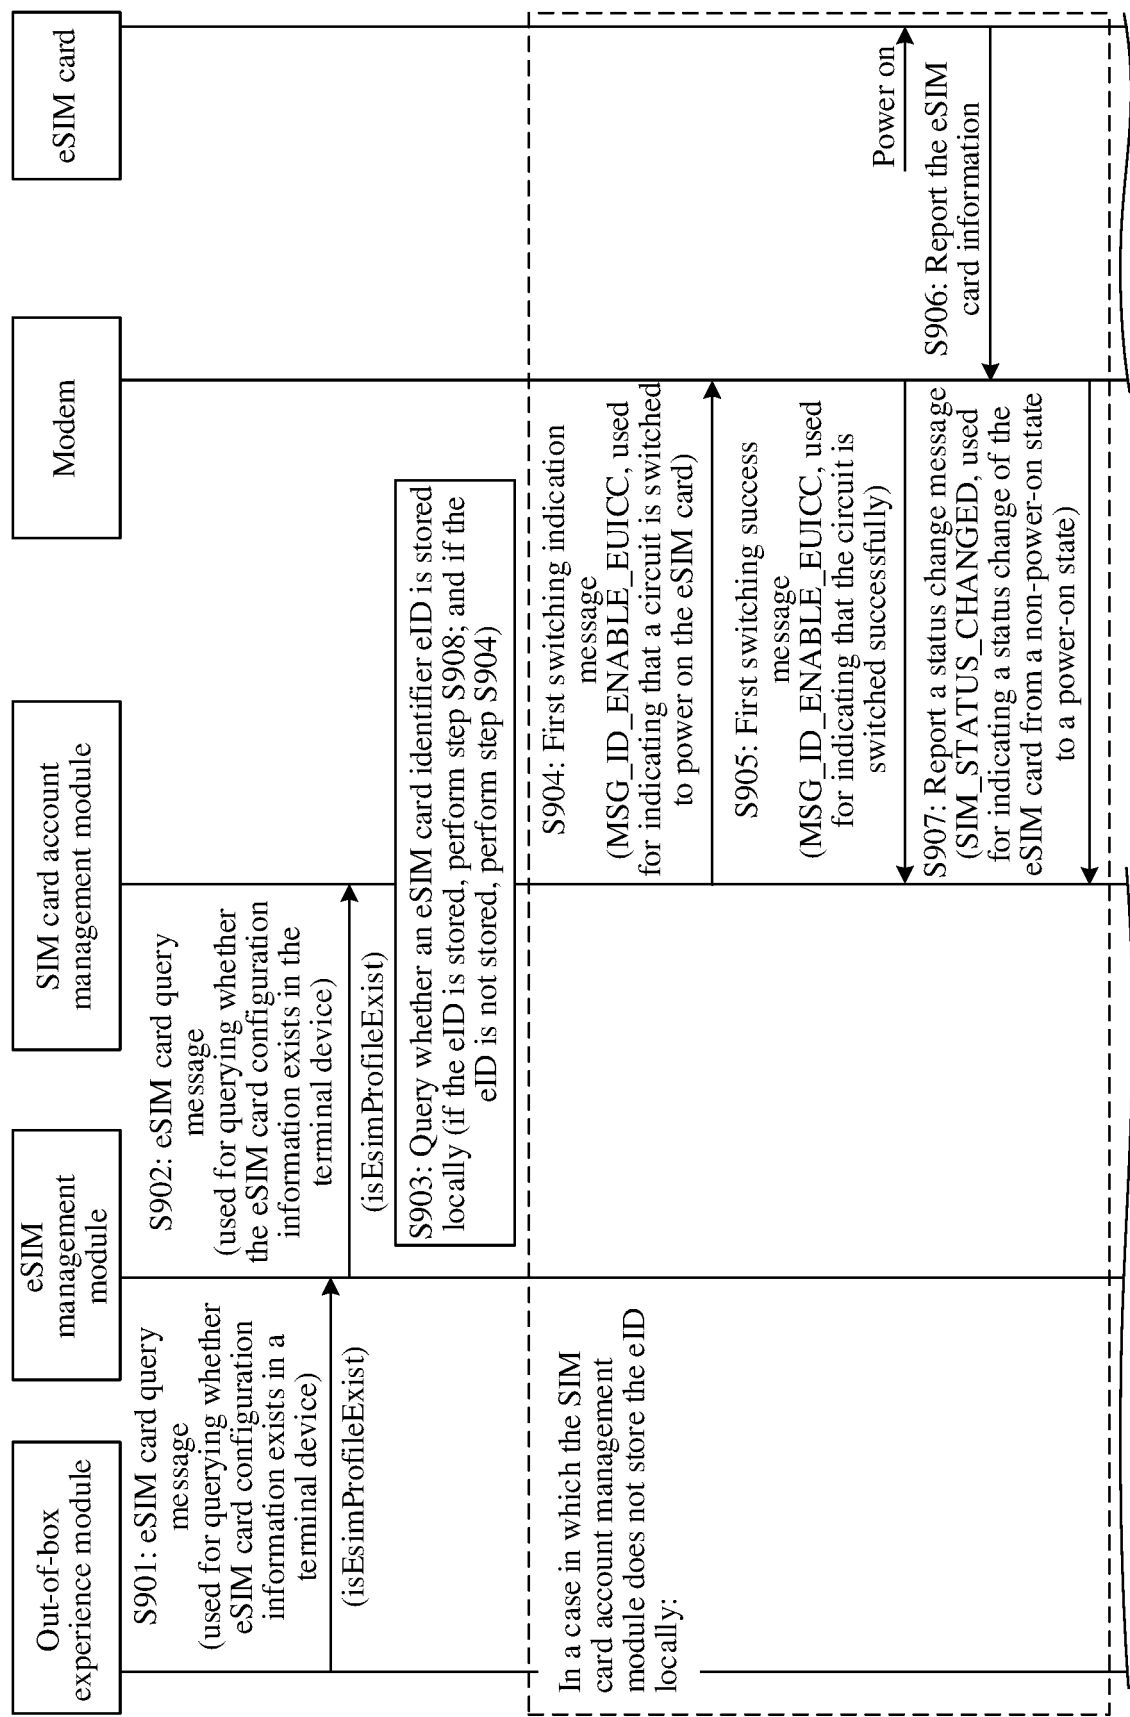 Out-of-box
experience module
eSIM
management
module
SIM card account
management module
Modem
eSIM card
S901: eSIM card query
message
(used for querying whether
eSIM card configuration
information exists in a
terminal device)
(isEsimProfileExist)
S902: eSIM card query
message
(used for querying whether
the eSIM card configuration
information exists in the
terminal device)
(isEsimProfileExist)
S903: Query whether an eSIM card identifier eID is stored
locally (if the eID is stored, perform step S908; and if the
eID is not stored, perform step S904)
In a case in which the SIM
card account management
module does not store the eID
locally:
S904: First switching indication
message
(MSG_ID_ENABLE_EUICC, used
for indicating that a circuit is switched
to power on the eSIM card)
S905: First switching success
message
(MSG_ID_ENABLE_EUICC, used
for indicating that the circuit is
switched successfully)
Power on
S906: Report the eSIM
card information
S907: Report a status change message
(SIM_STATUS_CHANGED, used
for indicating a status change of the
eSIM card from a non-power-on state
to a power-on state)